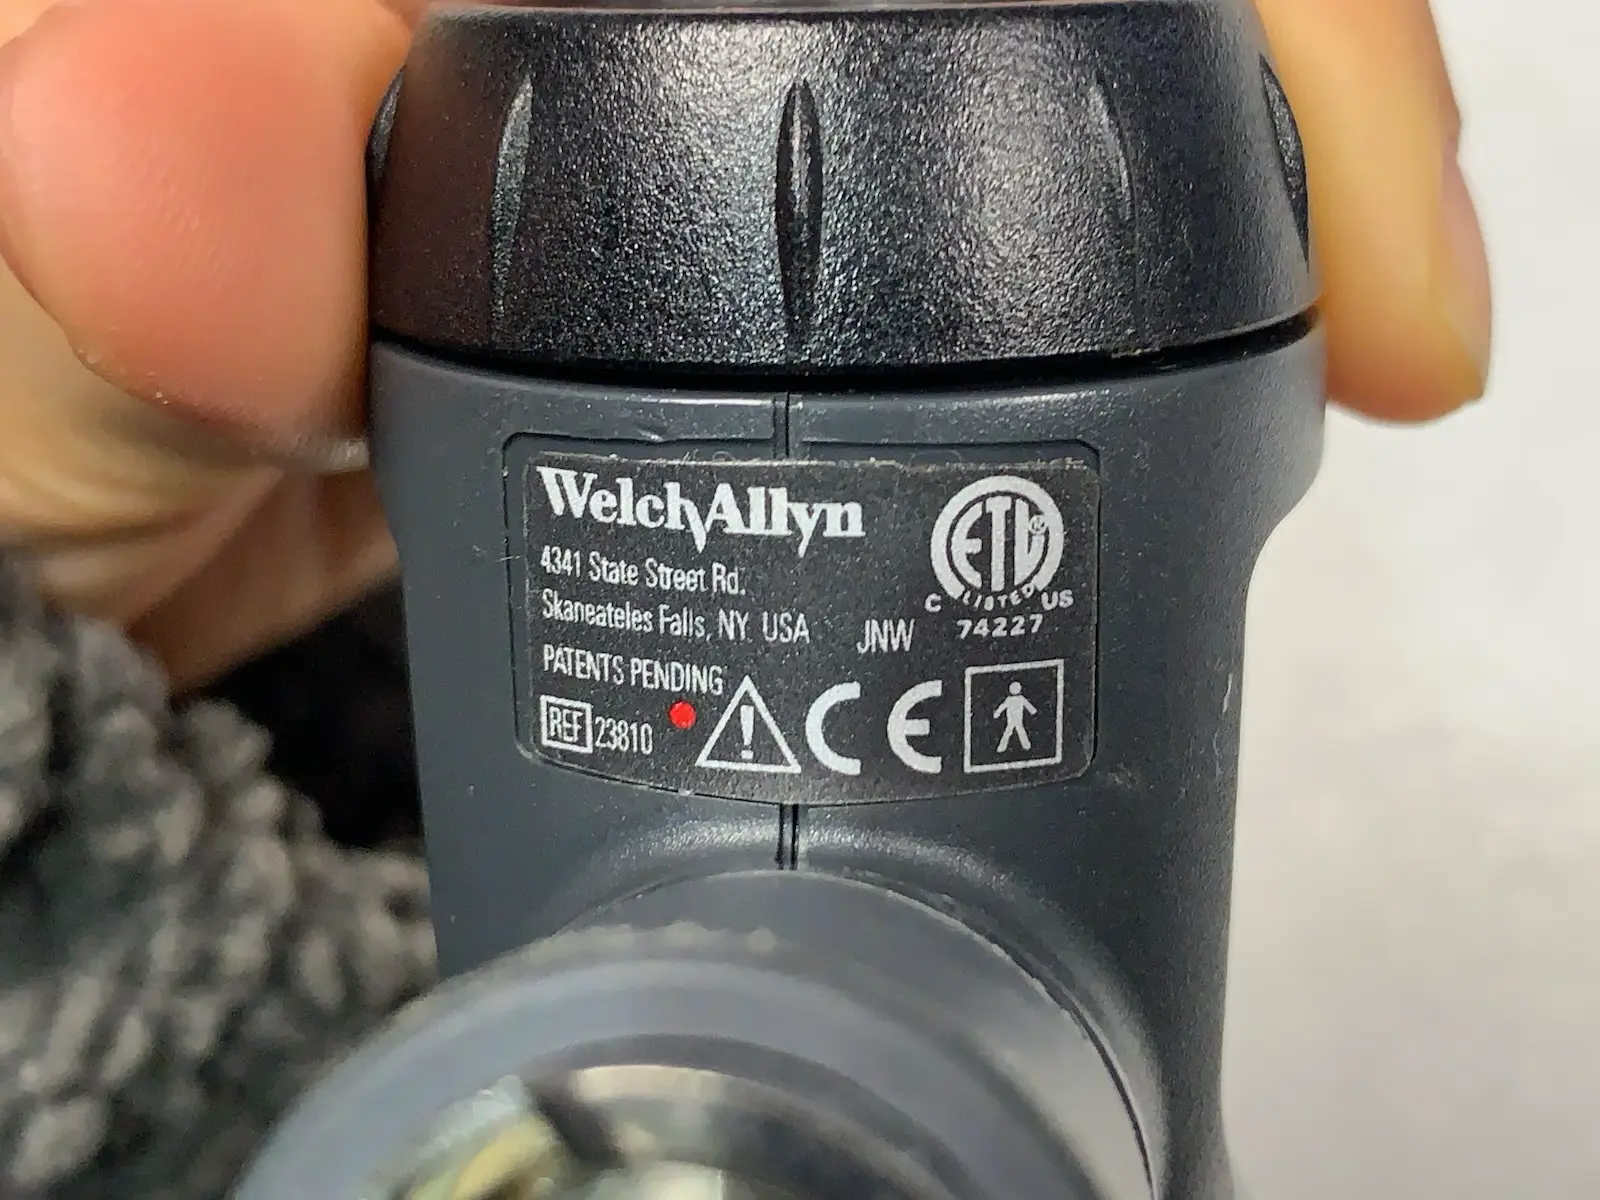 WelchAllyn
4341 State Street Rd.
Skaneateles Falls, NY USA
JNW
PATENTS PENDING
REF 23810
ETL®
LISTED
C US
74227
CE